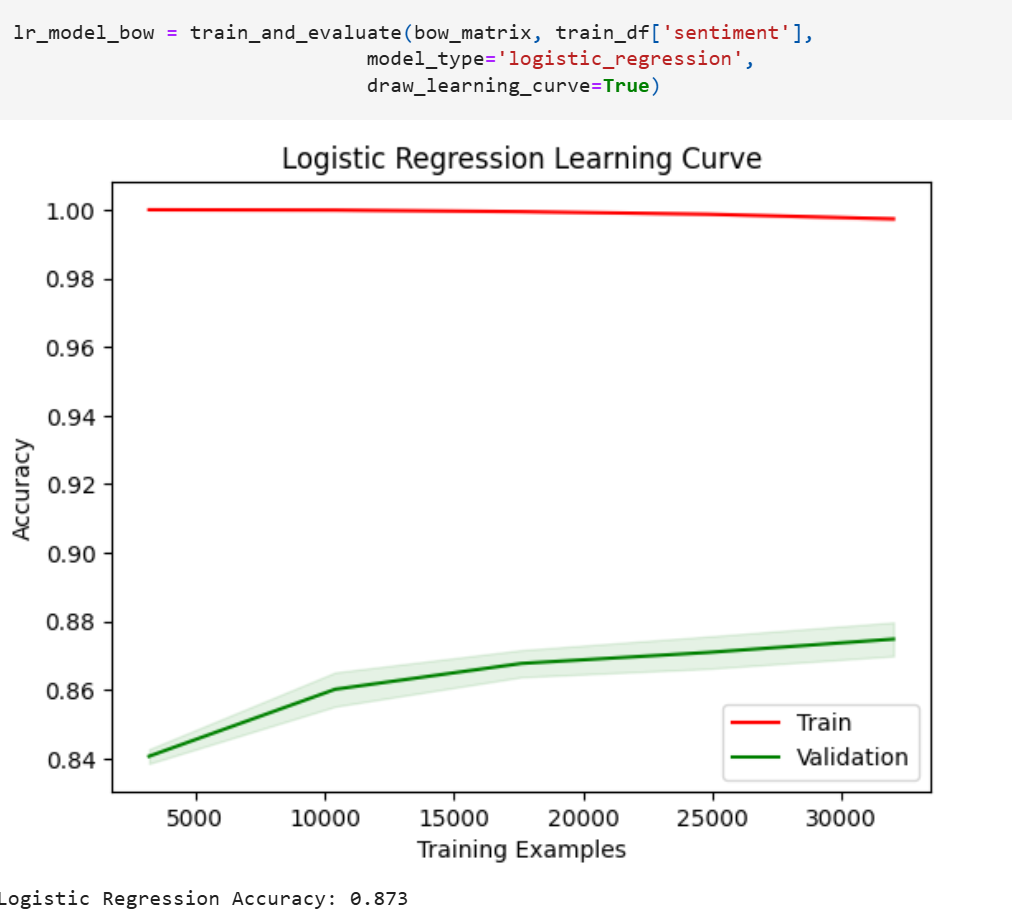 lr_model_bow = train_and_evaluate(bow_matrix, train_df['sentiment'],
model_type='logistic_regression',
draw_learning_curve=True)
Logistic Regression Learning Curve
1.00
0.98
0.96
0.94
0.92
0.90
0.88
0.86
0.84
Accuracy
Train
Validation
5000 10000 15000 20000 25000 30000
Training Examples
Logistic Regression Accuracy: 0.873